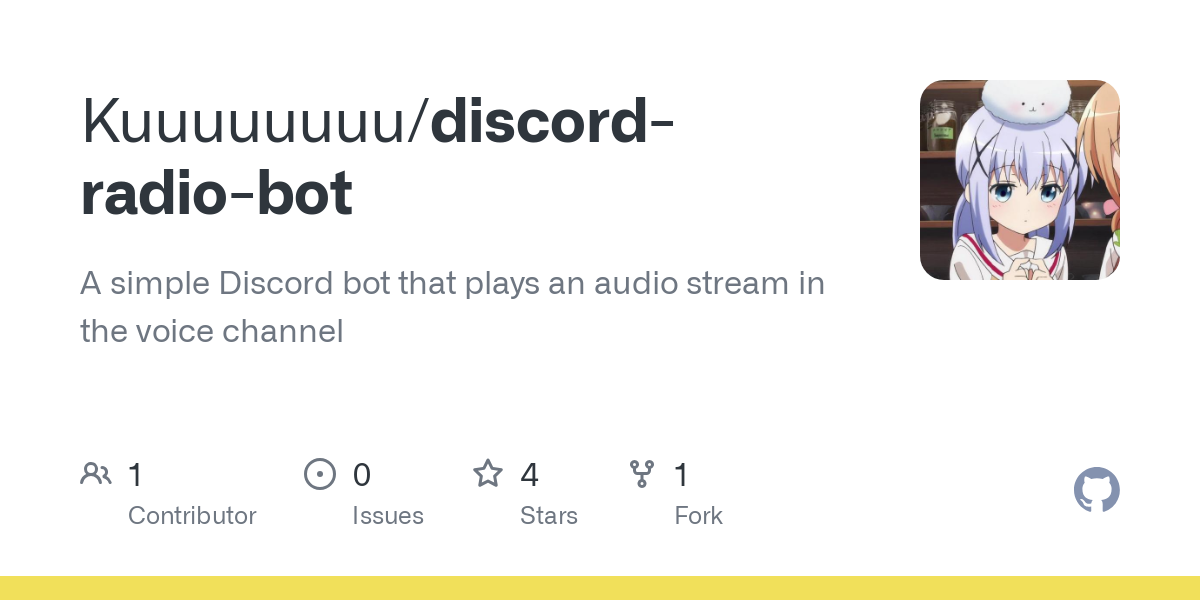 Kuuuuuuuu/discord-
radio-bot
A simple Discord bot that plays an audio stream in
the voice channel
1 0 4 1
Contributor Issues Stars Fork